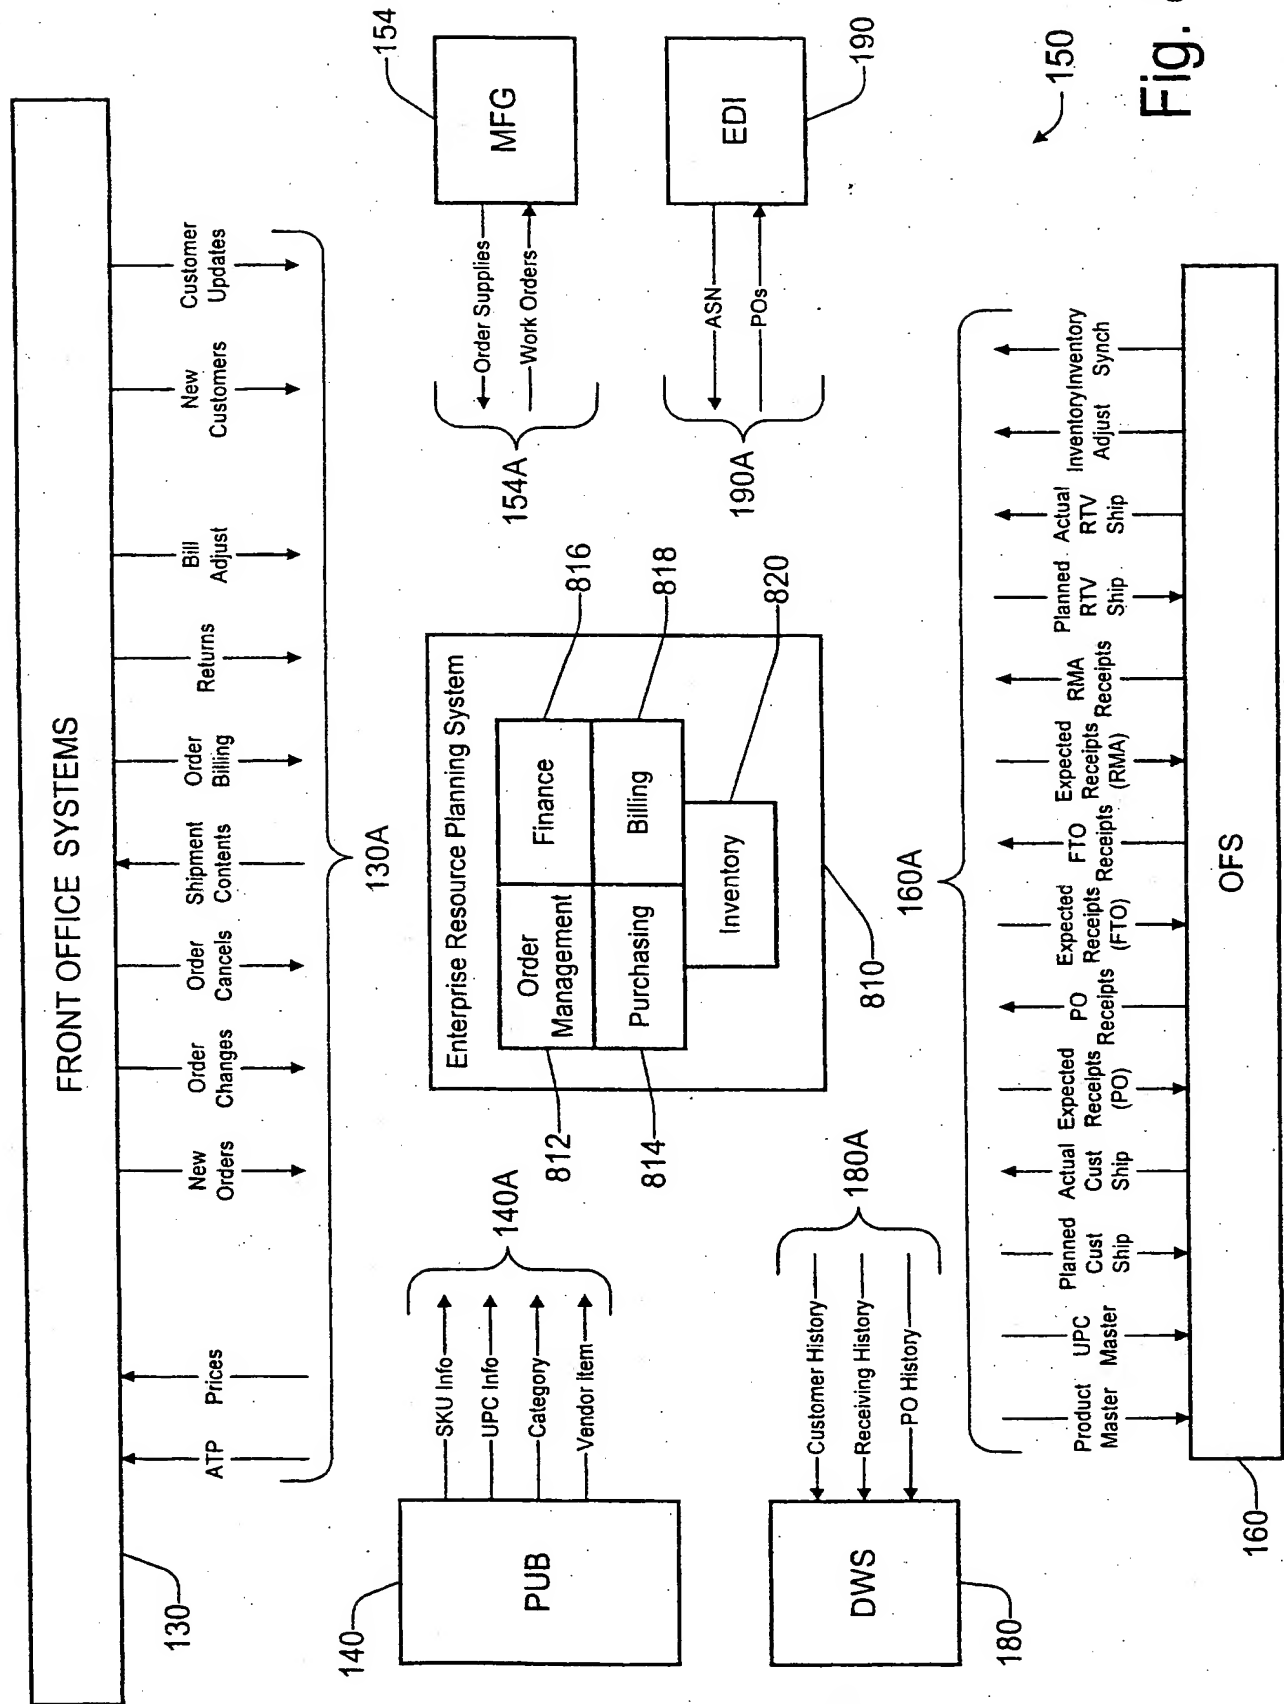 FRONT OFFICE SYSTEMS
130
ATP
Prices
New
Orders
Order
Changes
Order
Cancels
Shipment
Contents
Order
Billing
Returns
Bill
Adjust
New
Customers
Customer
Updates
130A
PUB
140
SKU Info
UPC Info
Category
Vendor Item
140A
Enterprise Resource Planning System
Order
Management
Finance
Purchasing
Billing
Inventory
812
814
816
818
820
810
MFG
154
Order Supplies
Work Orders
154A
EDI
190
ASN
POs
190A
DWS
180
Customer History
Receiving History
PO History
180A
160A
Product
Master
UPC
Master
Planned
Cust
Ship
Actual
Cust
Ship
Expected
Receipts
(PO)
PO
Receipts
Expected
Receipts
(FTO)
FTO
Receipts
Expected
Receipts
(RMA)
RMA
Receipts
Planned
RTV
Ship
Actual
RTV
Ship
Inventory
Adjust
Inventory
Synch
OFS
160
150
Fig.